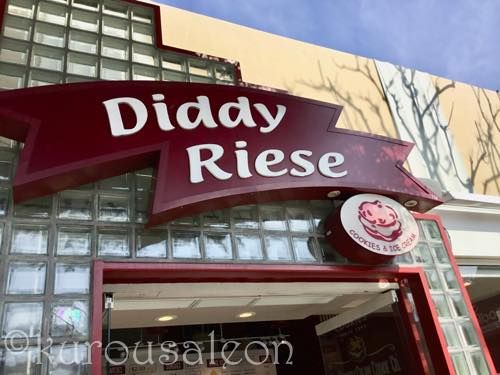 Diddy
Riese
COOKIES & ICE CREAM
©kurousaleon